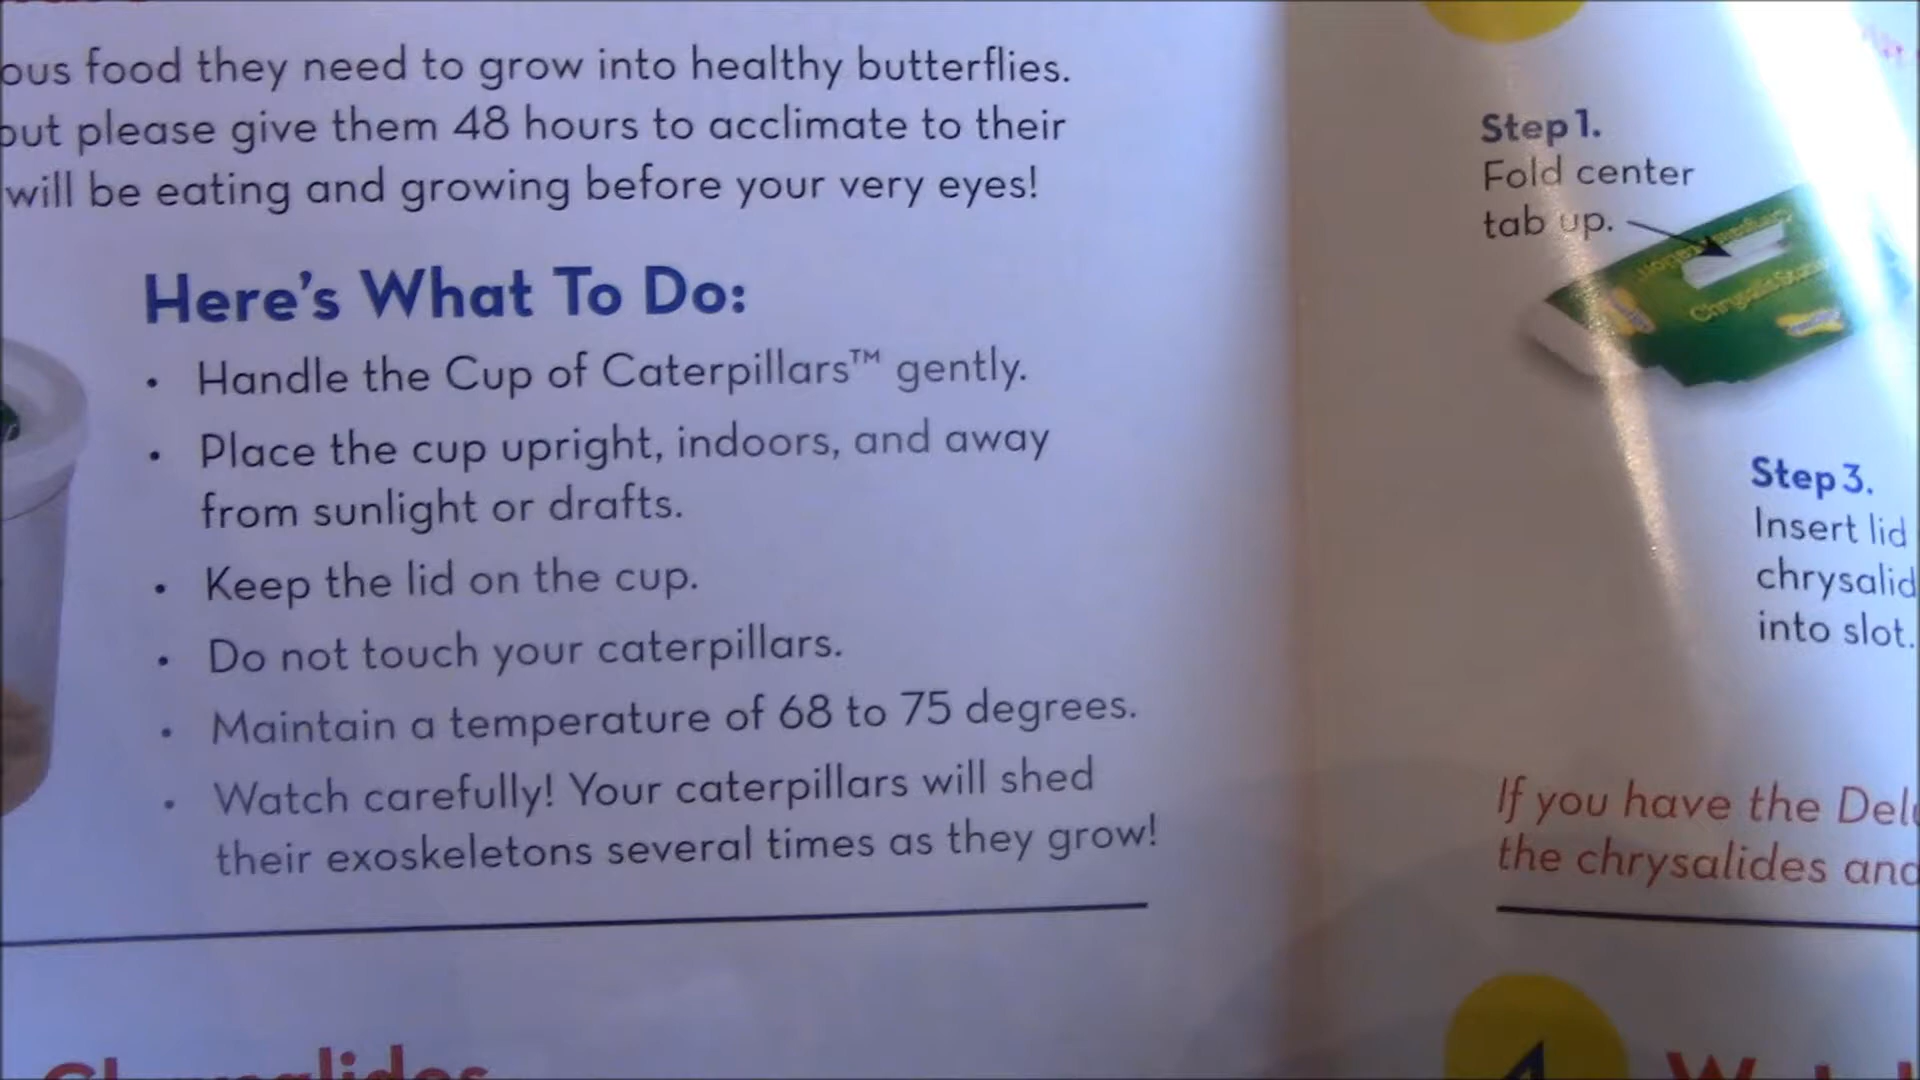 ous food they need to grow into healthy butterflies.
out please give them 48 hours to acclimate to their
will be eating and growing before your very eyes!
Here's What To Do:
• Handle the Cup of Caterpillars™ gently.
• Place the cup upright, indoors, and away
from sunlight or drafts.
• Keep the lid on the cup.
• Do not touch your caterpillars.
• Maintain a temperature of 68 to 75 degrees.
• Watch carefully! Your caterpillars will shed
their exoskeletons several times as they grow!
Chrysalides
Step 1.
Fold center
tab up.
Step 3.
Insert lid
chrysalid
into slot.
If you have the Del
the chrysalides and
4